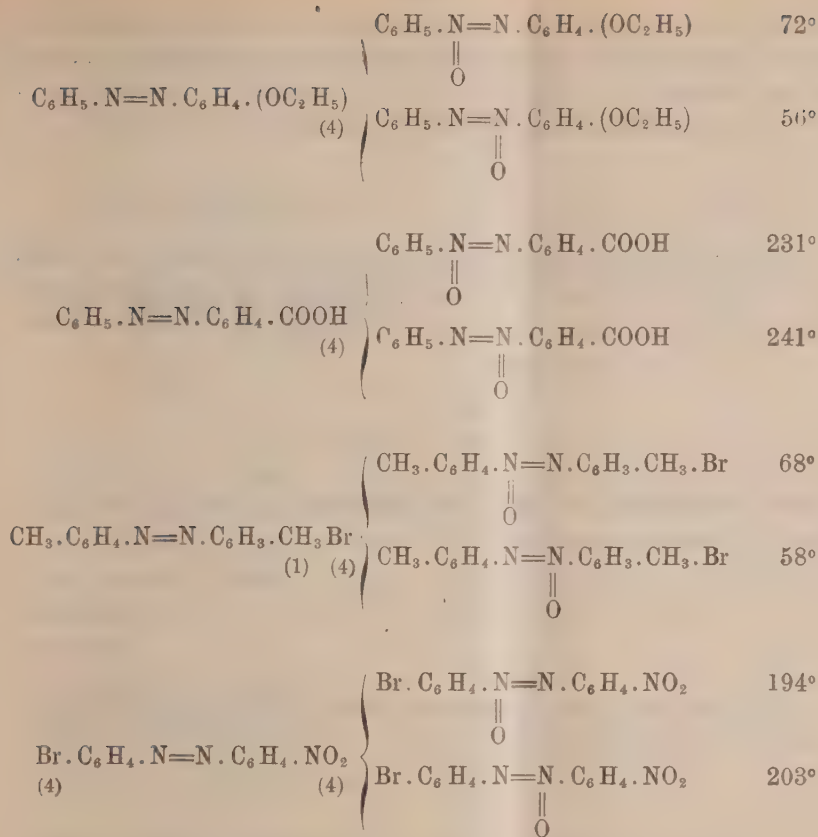 C₆H₅.N=N.C₆H₄.(OC₂H₅) 72°
||
O
C₆H₅.N=N.C₆H₄.(OC₂H₅)
(4)
C₆H₅.N=N.C₆H₄.(OC₂H₅) 56°
||
O
C₆H₅.N=N.C₆H₄.COOH 231°
||
O
C₆H₅.N=N.C₆H₄.COOH
(4)
C₆H₅.N=N.C₆H₄.COOH 241°
||
O
CH₃.C₆H₄.N=N.C₆H₃.CH₃.Br 68°
||
O
CH₃.C₆H₄.N=N.C₆H₃.CH₃Br
(1) (4)
CH₃.C₆H₄.N=N.C₆H₃.CH₃.Br 58°
||
O
Br.C₆H₄.N=N.C₆H₄.NO₂ 194°
||
O
Br.C₆H₄.N=N.C₆H₄.NO₂
(4) (4)
Br.C₆H₄.N=N.C₆H₄.NO₂ 203°
||
O